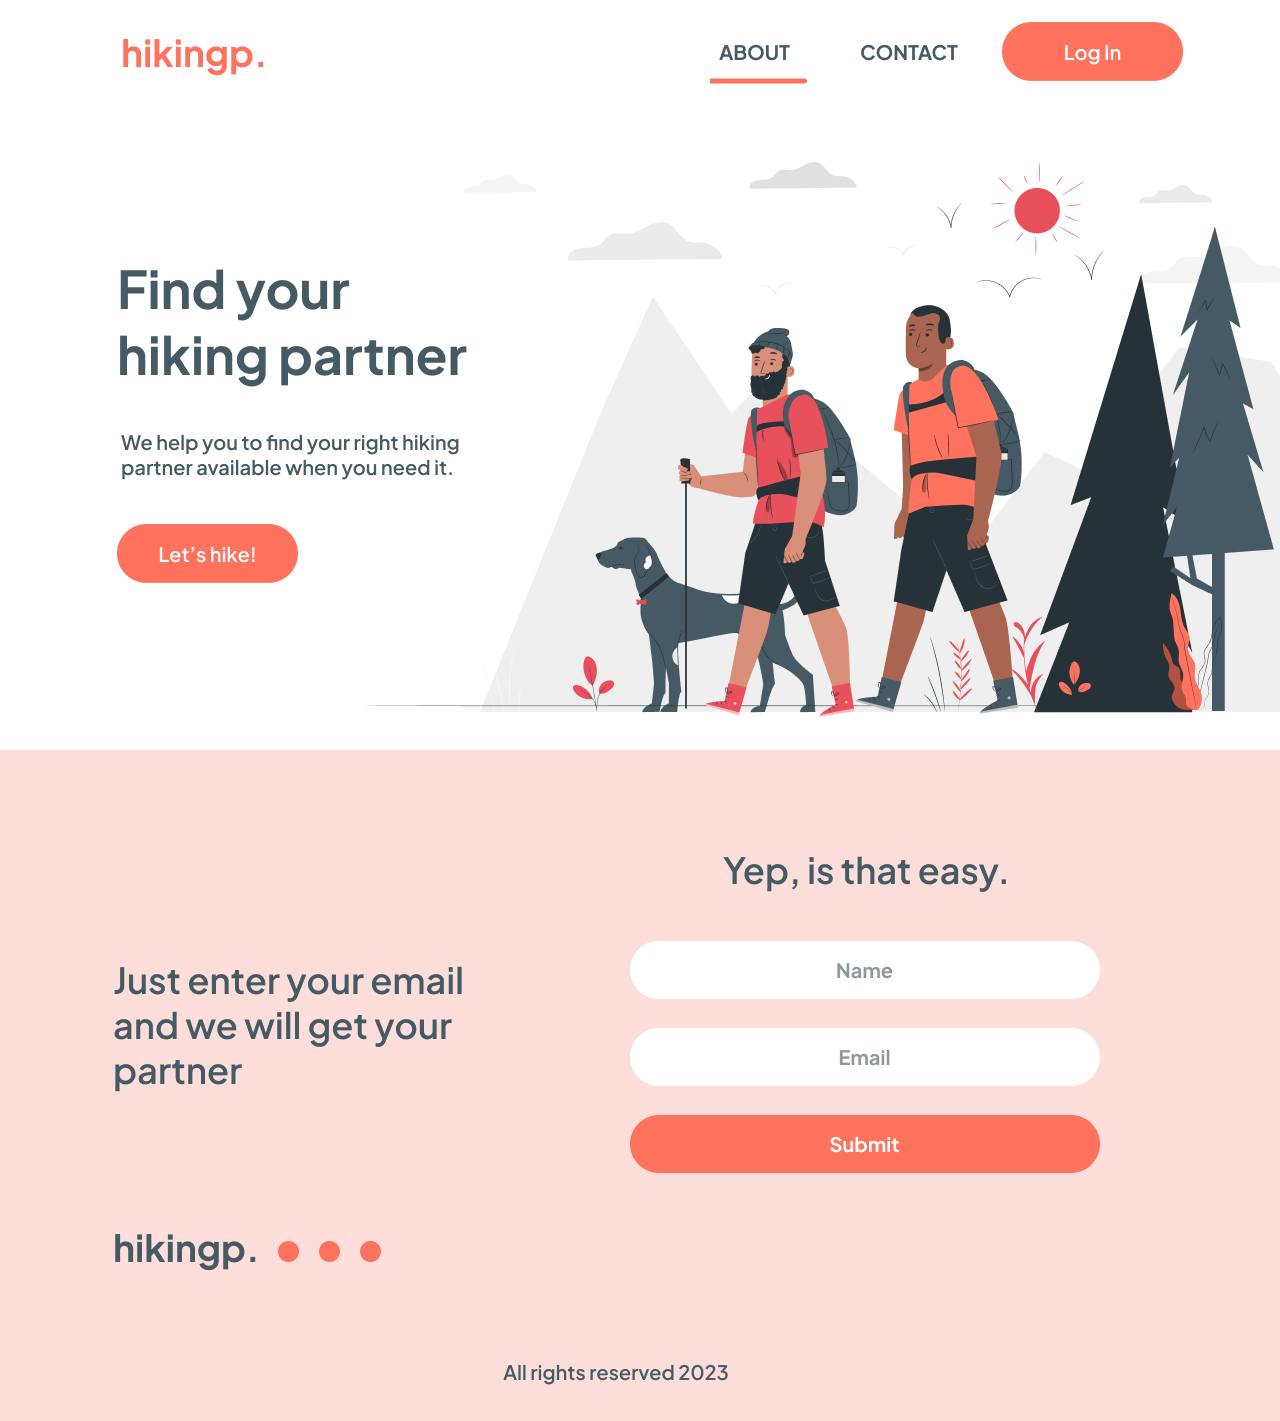 hikingp.
ABOUT
CONTACT
Log In
Find your
hiking partner
We help you to find your right hiking
partner available when you need it.
Let’s hike!
Yep, is that easy.
Just enter your email
and we will get your
partner
Name
Email
Submit
hikingp.
All rights reserved 2023